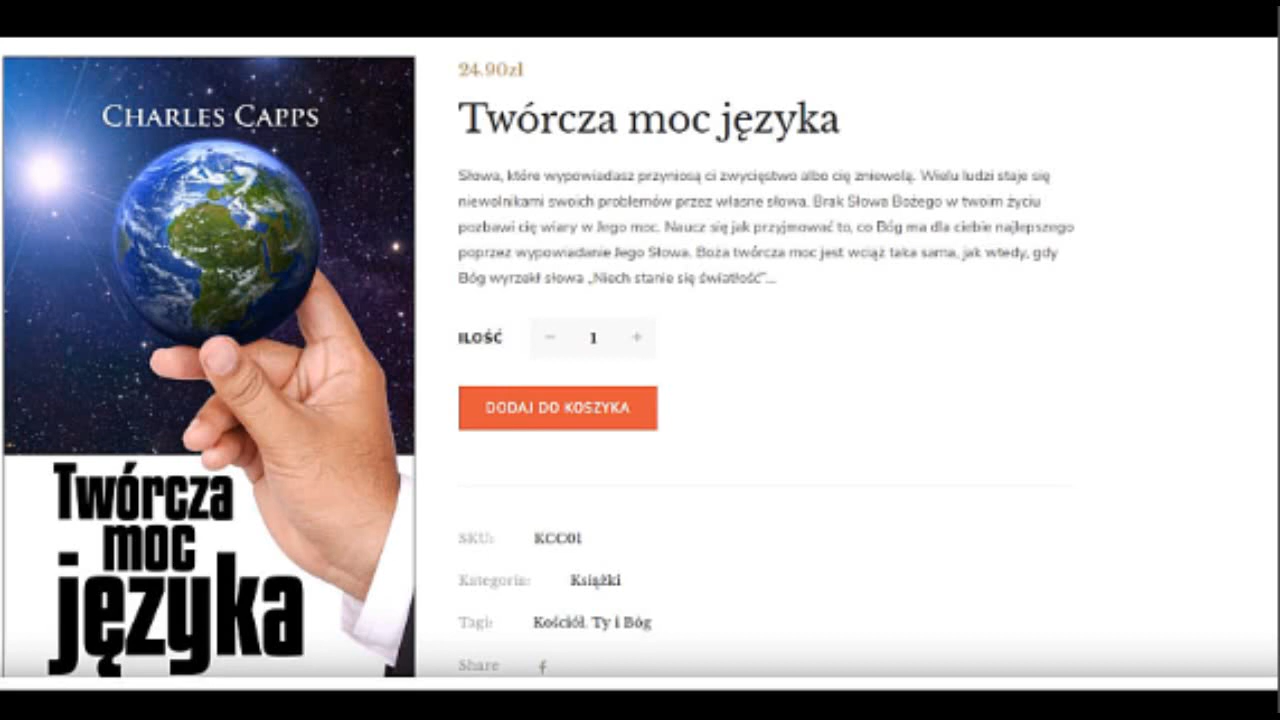 CHARLES CAPPS
Twórcza
moc
języka
24.90zł
Twórcza moc języka
Słowa, które wypowiadasz przyniosą ci zwycięstwo albo cię zniewolą. Wielu ludzi staje się
niewolnikami swoich problemów przez własne słowa. Brak Słowa Bożego w twoim życiu
pozbawi cię wiary w Jego moc. Naucz się jak przyjmować to, co Bóg ma dla ciebie najlepszego
poprzez wypowiadanie Jego Słowa. Boża twórcza moc jest wciąż taka sama, jak wtedy, gdy
Bóg wyrzekł słowa „Niech stanie się światłość"...
ILOŚĆ − 1 +
DODAJ DO KOSZYKA
SKU: KCC01
Kategoria: Książki
Tagi: Kościół, Ty i Bóg
Share f